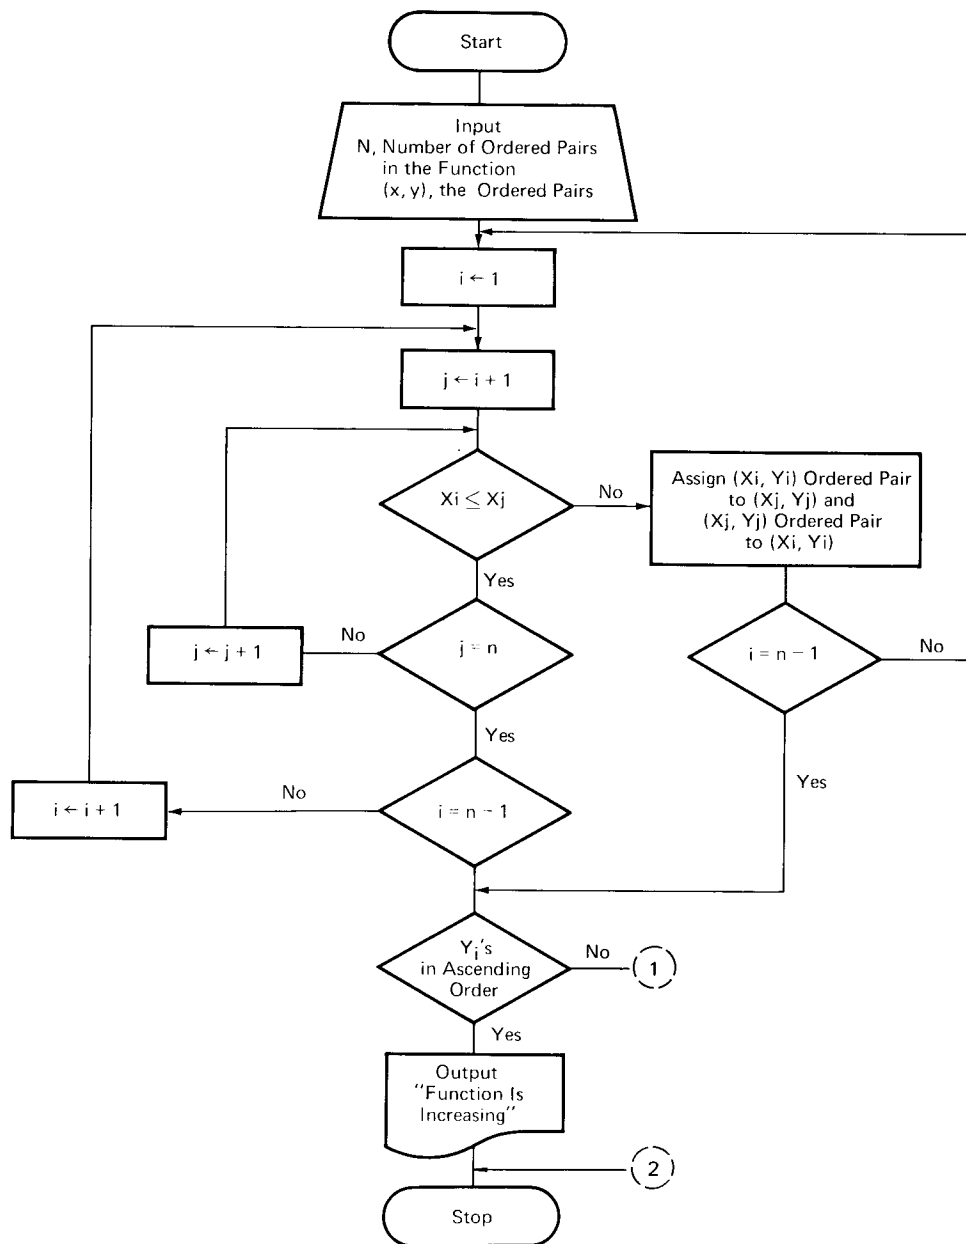 Start
Input
N, Number of Ordered Pairs
in the Function
(x, y), the Ordered Pairs
i ← 1
j ← i + 1
Xi ≤ Xj
No
Assign (Xi, Yi) Ordered Pair
to (Xj, Yj) and
(Xj, Yj) Ordered Pair
to (Xi, Yi)
Yes
j ← j + 1
No
j = n
i = n − 1
No
Yes
Yes
i ← i + 1
No
i = n − 1
Yi's
in Ascending
Order
No
1
Yes
Output
"Function Is
Increasing"
2
Stop